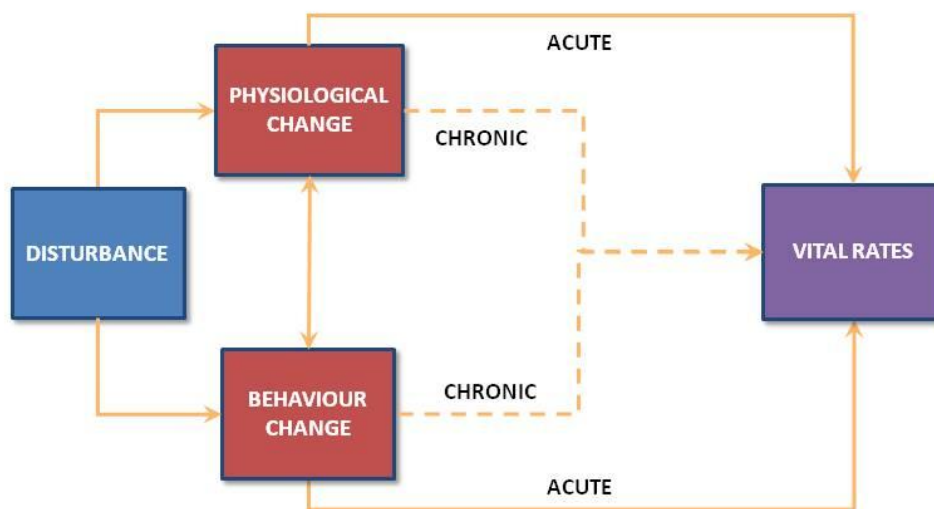 ACUTE
PHYSIOLOGICAL
CHANGE
CHRONIC
DISTURBANCE
VITAL RATES
BEHAVIOUR
CHANGE
CHRONIC
ACUTE